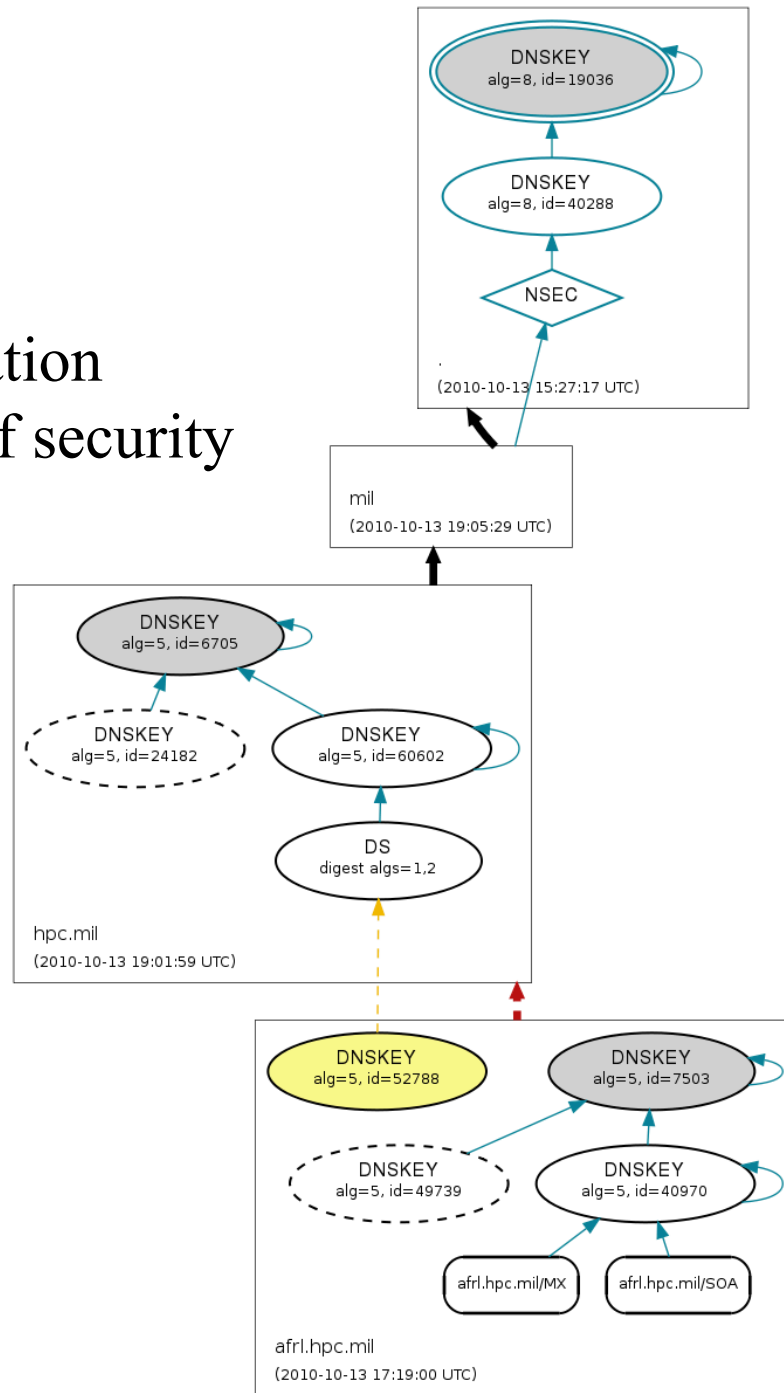 DNSKEY
alg=8, id=19036
DNSKEY
alg=8, id=40288
NSEC
.
(2010-10-13 15:27:17 UTC)
f security
mil
(2010-10-13 19:05:29 UTC)
DNSKEY
alg=5, id=6705
DNSKEY
alg=5, id=24182
DNSKEY
alg=5, id=60602
DS
digest algs=1,2
hpc.mil
(2010-10-13 19:01:59 UTC)
DNSKEY
alg=5, id=52788
DNSKEY
alg=5, id=7503
DNSKEY
alg=5, id=49739
DNSKEY
alg=5, id=40970
afrl.hpc.mil/MX
afrl.hpc.mil/SOA
afrl.hpc.mil
(2010-10-13 17:19:00 UTC)